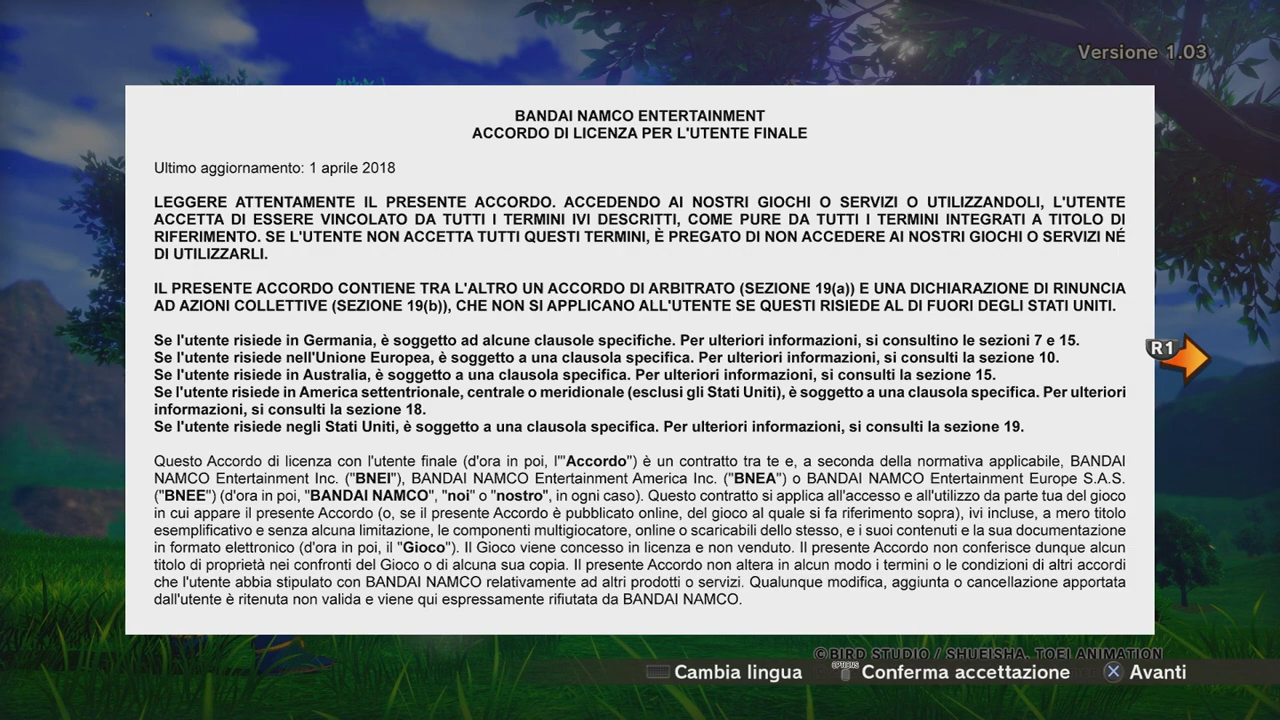 Versione 1.03
BANDAI NAMCO ENTERTAINMENT
ACCORDO DI LICENZA PER L'UTENTE FINALE
Ultimo aggiornamento: 1 aprile 2018
LEGGERE ATTENTAMENTE IL PRESENTE ACCORDO. ACCEDENDO AI NOSTRI GIOCHI O SERVIZI O UTILIZZANDOLI, L'UTENTE
ACCETTA DI ESSERE VINCOLATO DA TUTTI I TERMINI IVI DESCRITTI, COME PURE DA TUTTI I TERMINI INTEGRATI A TITOLO DI
RIFERIMENTO. SE L'UTENTE NON ACCETTA TUTTI QUESTI TERMINI, È PREGATO DI NON ACCEDERE AI NOSTRI GIOCHI O SERVIZI NÉ
DI UTILIZZARLI.
IL PRESENTE ACCORDO CONTIENE TRA L'ALTRO UN ACCORDO DI ARBITRATO (SEZIONE 19(a)) E UNA DICHIARAZIONE DI RINUNCIA
AD AZIONI COLLETTIVE (SEZIONE 19(b)), CHE NON SI APPLICANO ALL'UTENTE SE QUESTI RISIEDE AL DI FUORI DEGLI STATI UNITI.
Se l'utente risiede in Germania, è soggetto ad alcune clausole specifiche. Per ulteriori informazioni, si consultino le sezioni 7 e 15.
Se l'utente risiede nell'Unione Europea, è soggetto a una clausola specifica. Per ulteriori informazioni, si consulti la sezione 10.
Se l'utente risiede in Australia, è soggetto a una clausola specifica. Per ulteriori informazioni, si consulti la sezione 15.
Se l'utente risiede in America settentrionale, centrale o meridionale (esclusi gli Stati Uniti), è soggetto a una clausola specifica. Per ulteriori
informazioni, si consulti la sezione 18.
Se l'utente risiede negli Stati Uniti, è soggetto a una clausola specifica. Per ulteriori informazioni, si consulti la sezione 19.
Questo Accordo di licenza con l'utente finale (d'ora in poi, l'"Accordo") è un contratto tra te e, a seconda della normativa applicabile, BANDAI
NAMCO Entertainment Inc. ("BNEI"), BANDAI NAMCO Entertainment America Inc. ("BNEA") o BANDAI NAMCO Entertainment Europe S.A.S.
("BNEE") (d'ora in poi, "BANDAI NAMCO", "noi" o "nostro", in ogni caso). Questo contratto si applica all'accesso e all'utilizzo da parte tua del gioco
in cui appare il presente Accordo (o, se il presente Accordo è pubblicato online, del gioco al quale si fa riferimento sopra), ivi incluse, a mero titolo
esemplificativo e senza alcuna limitazione, le componenti multigiocatore, online o scaricabili dello stesso, e i suoi contenuti e la sua documentazione
in formato elettronico (d'ora in poi, il "Gioco"). Il Gioco viene concesso in licenza e non venduto. Il presente Accordo non conferisce dunque alcun
titolo di proprietà nei confronti del Gioco o di alcuna sua copia. Il presente Accordo non altera in alcun modo i termini o le condizioni di altri accordi
che l'utente abbia stipulato con BANDAI NAMCO relativamente ad altri prodotti o servizi. Qualunque modifica, aggiunta o cancellazione apportata
dall'utente è ritenuta non valida e viene qui espressamente rifiutata da BANDAI NAMCO.
R1
©BIRD STUDIO / SHUEISHA, TOEI ANIMATION
Cambia lingua OPTIONS Conferma accettazione Avanti